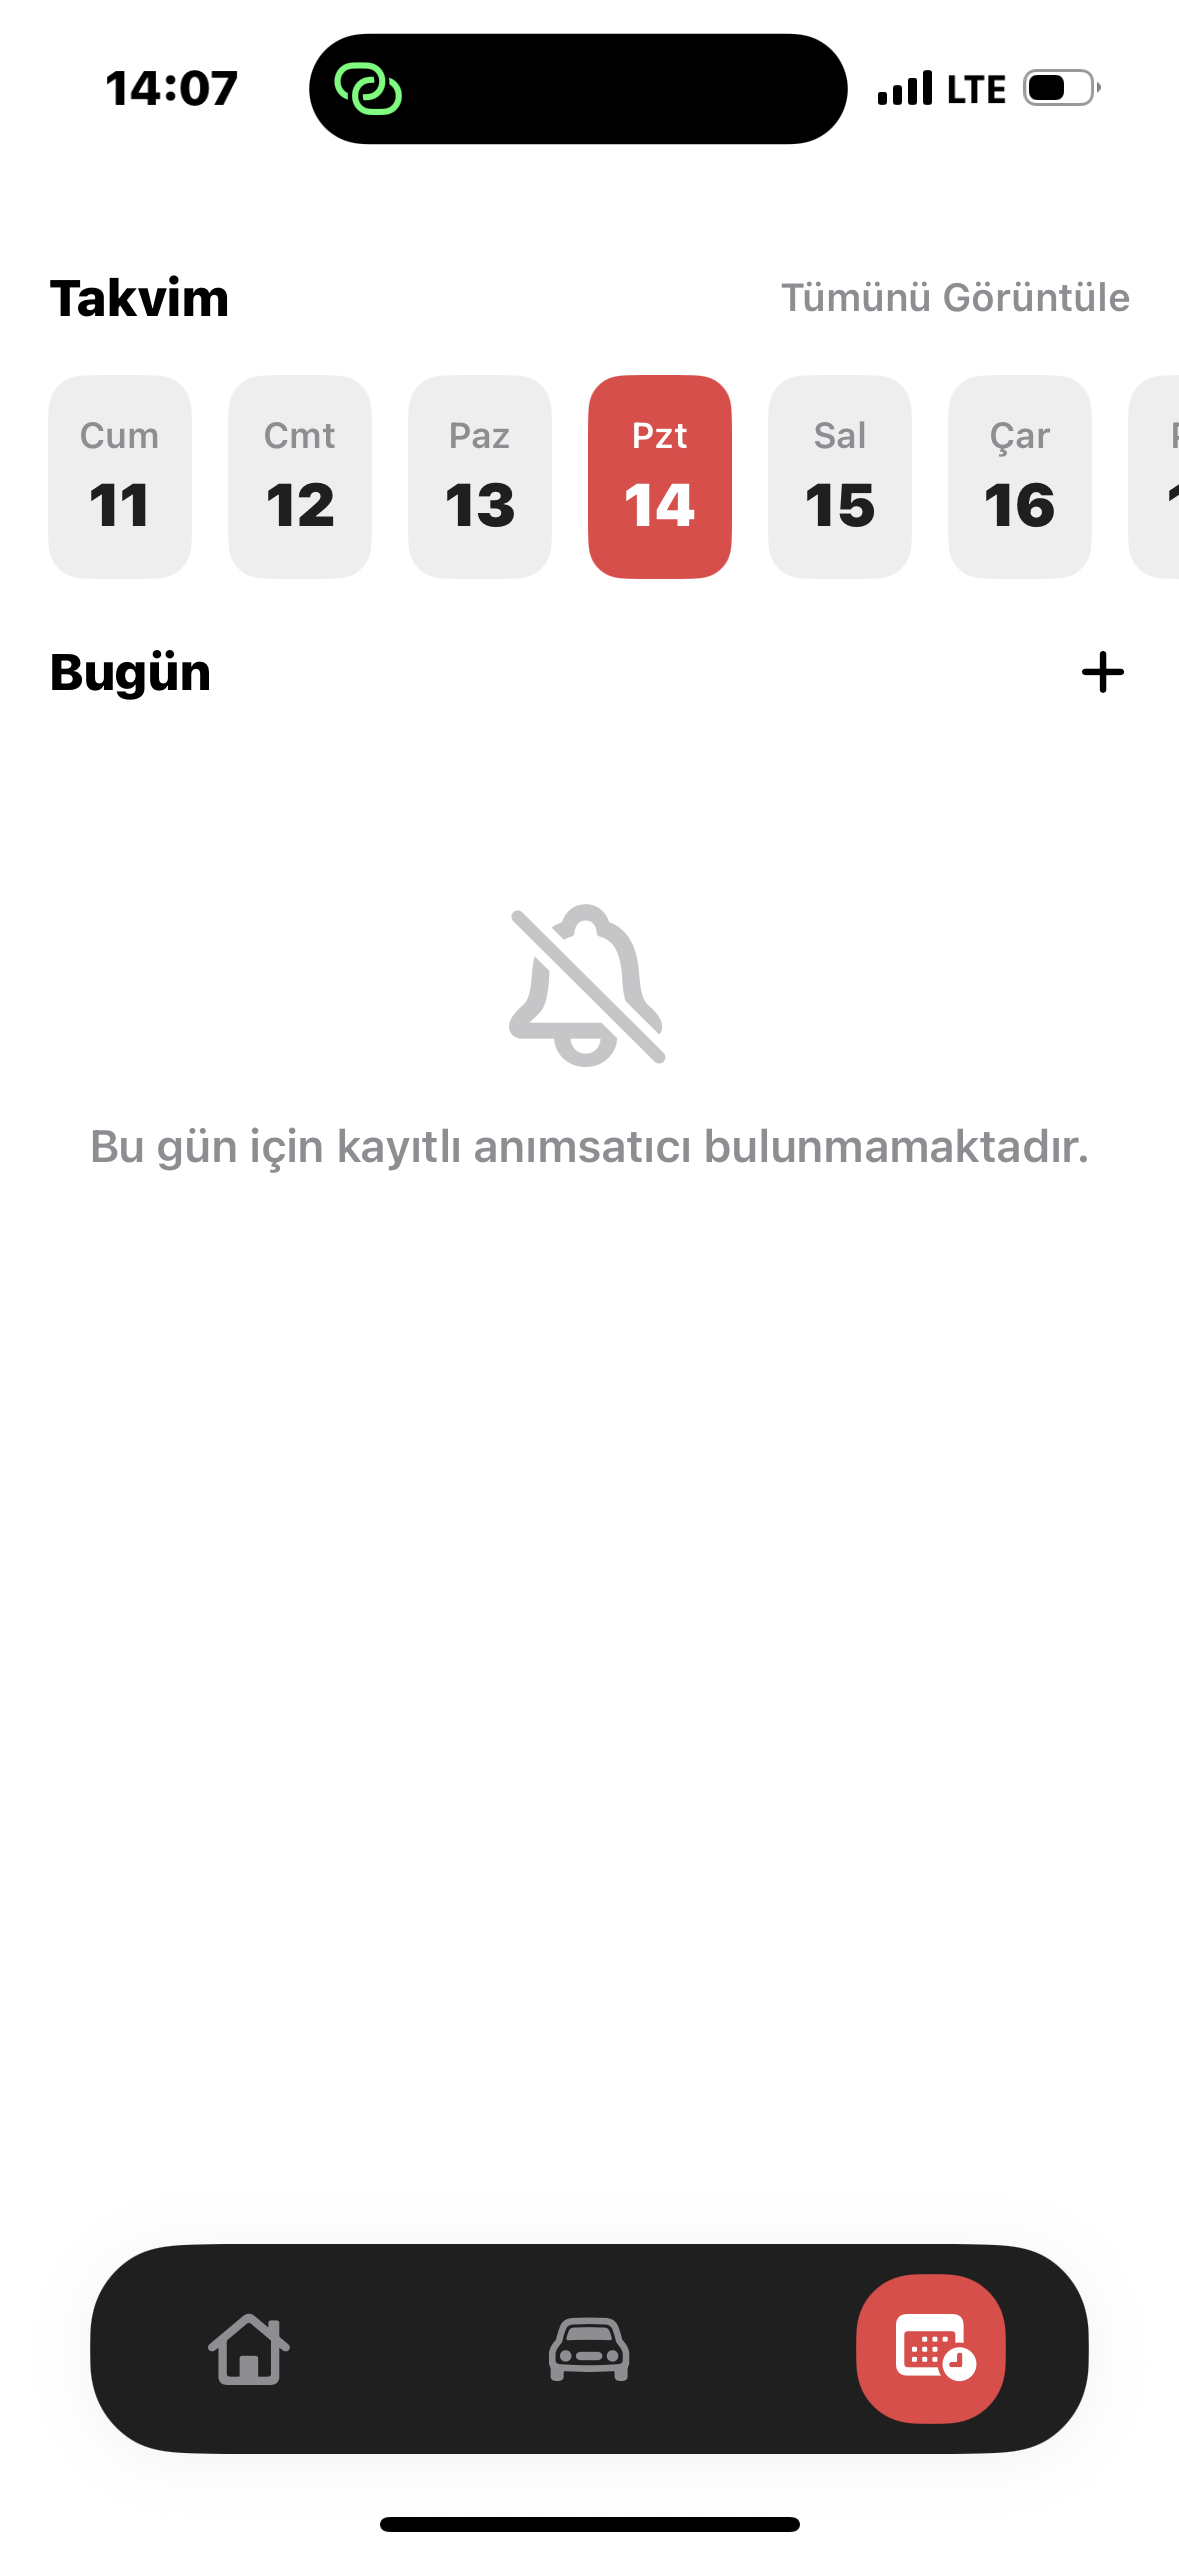 14:07 LTE
Takvim Tümünü Görüntüle
Cum Cmt Paz Pzt Sal Çar
11 12 13 14 15 16
Bugün
Bu gün için kayıtlı anımsatıcı bulunmamaktadır.